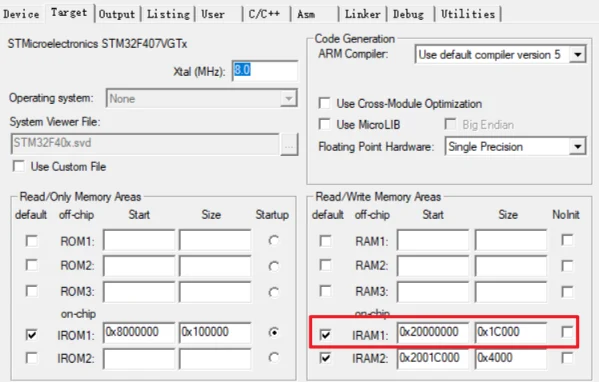 Device Target Output Listing User C/C++ Asm Linker Debug Utilities
STMicroelectronics STM32F407VGTx
Xtal (MHz): 8.0
Operating system: None
System Viewer File:
STM32F40x.svd ...
Use Custom File
Code Generation
ARM Compiler: Use default compiler version 5
Use Cross-Module Optimization
Use MicroLIB Big Endian
Floating Point Hardware: Single Precision
Read/Only Memory Areas
default off-chip Start Size Startup
ROM1:
ROM2:
ROM3:
on-chip
IROM1: 0x8000000 0x100000
IROM2:
Read/Write Memory Areas
default off-chip Start Size NoInit
RAM1:
RAM2:
RAM3:
on-chip
IRAM1: 0x20000000 0x1C000
IRAM2: 0x2001C000 0x4000